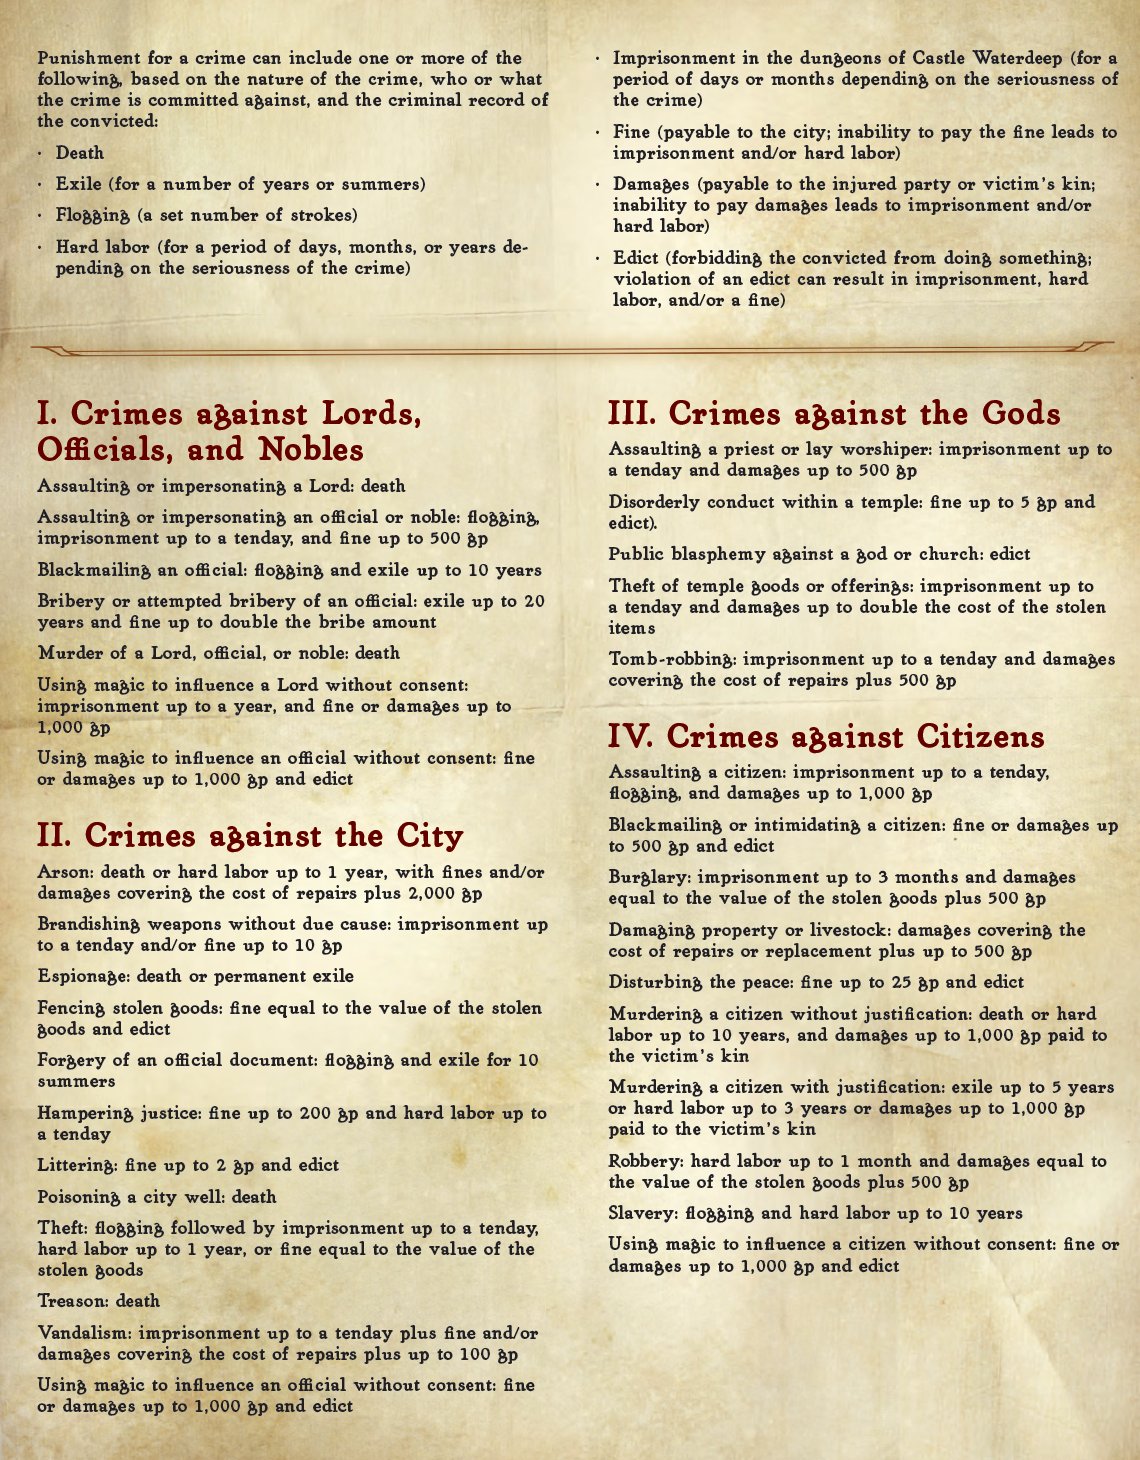 Punishment for a crime can include one or more of the
following, based on the nature of the crime, who or what
the crime is committed against, and the criminal record of
the convicted:
· Death
· Exile (for a number of years or summers)
· Flogging (a set number of strokes)
· Hard labor (for a period of days, months, or years de-
pending on the seriousness of the crime)
· Imprisonment in the dungeons of Castle Waterdeep (for a
period of days or months depending on the seriousness of
the crime)
· Fine (payable to the city; inability to pay the fine leads to
imprisonment and/or hard labor)
· Damages (payable to the injured party or victim's kin;
inability to pay damages leads to imprisonment and/or
hard labor)
· Edict (forbidding the convicted from doing something;
violation of an edict can result in imprisonment, hard
labor, and/or a fine)
I. Crimes against Lords,
Officials, and Nobles
Assaulting or impersonating a Lord: death
Assaulting or impersonating an official or noble: flogging,
imprisonment up to a tenday, and fine up to 500 gp
Blackmailing an official: flogging and exile up to 10 years
Bribery or attempted bribery of an official: exile up to 20
years and fine up to double the bribe amount
Murder of a Lord, official, or noble: death
Using magic to influence a Lord without consent:
imprisonment up to a year, and fine or damages up to
1,000 gp
Using magic to influence an official without consent: fine
or damages up to 1,000 gp and edict
II. Crimes against the City
Arson: death or hard labor up to 1 year, with fines and/or
damages covering the cost of repairs plus 2,000 gp
Brandishing weapons without due cause: imprisonment up
to a tenday and/or fine up to 10 gp
Espionage: death or permanent exile
Fencing stolen goods: fine equal to the value of the stolen
goods and edict
Forgery of an official document: flogging and exile for 10
summers
Hampering justice: fine up to 200 gp and hard labor up to
a tenday
Littering: fine up to 2 gp and edict
Poisoning a city well: death
Theft: flogging followed by imprisonment up to a tenday,
hard labor up to 1 year, or fine equal to the value of the
stolen goods
Treason: death
Vandalism: imprisonment up to a tenday plus fine and/or
damages covering the cost of repairs plus up to 100 gp
Using magic to influence an official without consent: fine
or damages up to 1,000 gp and edict
III. Crimes against the Gods
Assaulting a priest or lay worshiper: imprisonment up to
a tenday and damages up to 500 gp
Disorderly conduct within a temple: fine up to 5 gp and
edict).
Public blasphemy against a god or church: edict
Theft of temple goods or offerings: imprisonment up to
a tenday and damages up to double the cost of the stolen
items
Tomb-robbing: imprisonment up to a tenday and damages
covering the cost of repairs plus 500 gp
IV. Crimes against Citizens
Assaulting a citizen: imprisonment up to a tenday,
flogging, and damages up to 1,000 gp
Blackmailing or intimidating a citizen: fine or damages up
to 500 gp and edict
Burglary: imprisonment up to 3 months and damages
equal to the value of the stolen goods plus 500 gp
Damaging property or livestock: damages covering the
cost of repairs or replacement plus up to 500 gp
Disturbing the peace: fine up to 25 gp and edict
Murdering a citizen without justification: death or hard
labor up to 10 years, and damages up to 1,000 gp paid to
the victim's kin
Murdering a citizen with justification: exile up to 5 years
or hard labor up to 3 years or damages up to 1,000 gp
paid to the victim's kin
Robbery: hard labor up to 1 month and damages equal to
the value of the stolen goods plus 500 gp
Slavery: flogging and hard labor up to 10 years
Using magic to influence a citizen without consent: fine or
damages up to 1,000 gp and edict